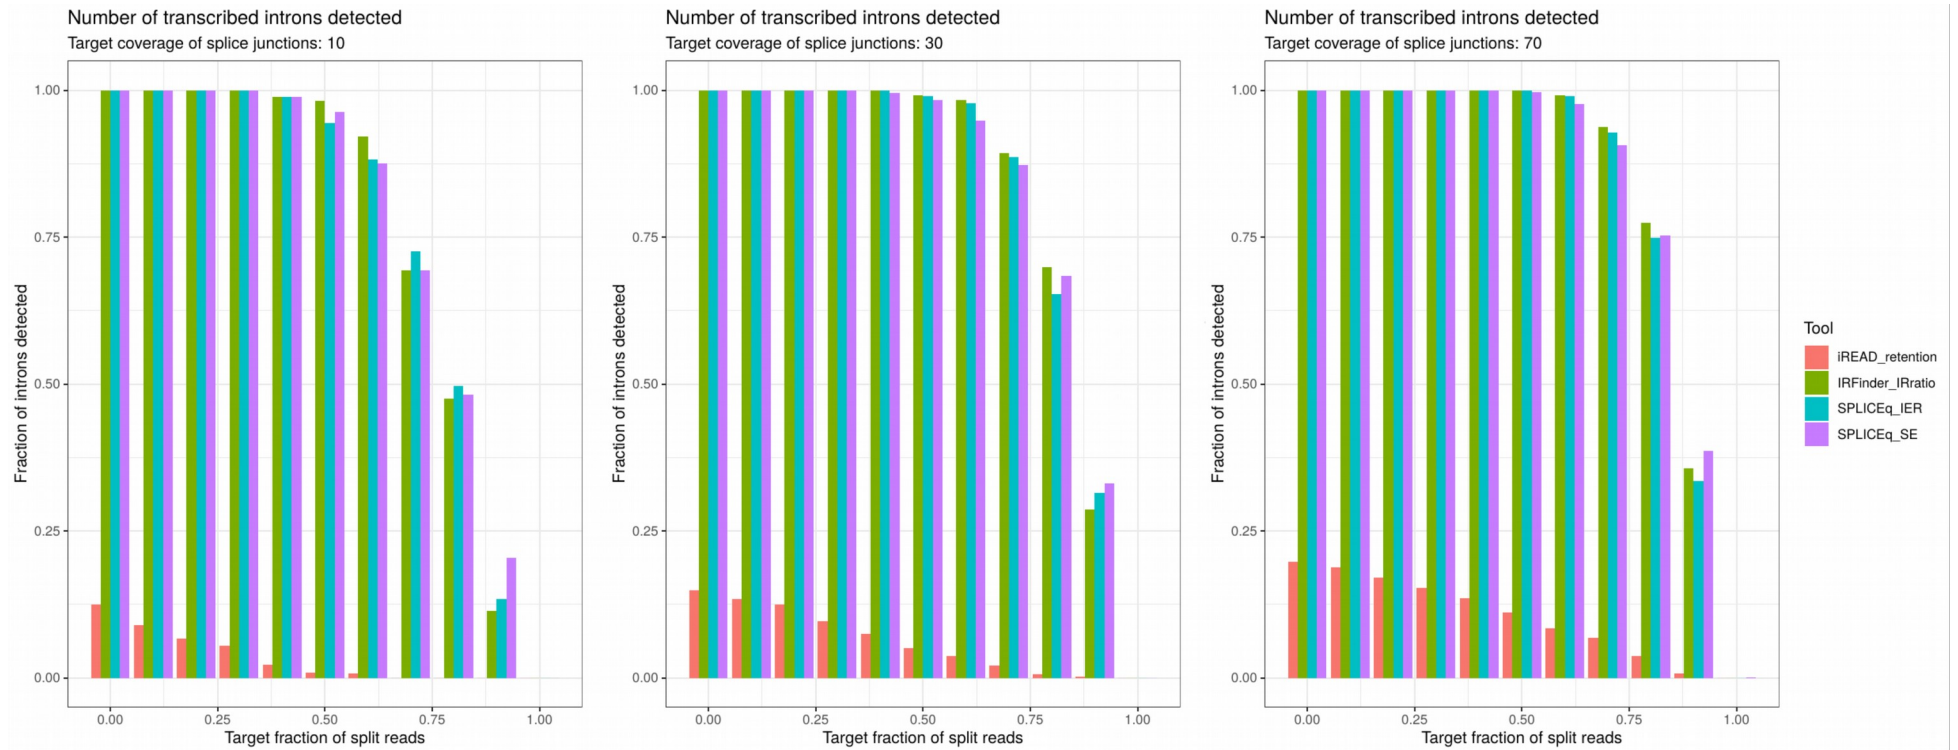 Number of transcribed introns detected
Target coverage of splice junctions: 10
Fraction of introns detected
1.00
0.75
0.50
0.25
0.00
0.00 0.25 0.50 0.75 1.00
Target fraction of split reads
Number of transcribed introns detected
Target coverage of splice junctions: 30
Fraction of introns detected
1.00
0.75
0.50
0.25
0.00
0.00 0.25 0.50 0.75 1.00
Target fraction of split reads
Number of transcribed introns detected
Target coverage of splice junctions: 70
Fraction of introns detected
1.00
0.75
0.50
0.25
0.00
0.00 0.25 0.50 0.75 1.00
Target fraction of split reads
Tool
iREAD_retention
IRFinder_IRratio
SPLICEq_IER
SPLICEq_SE